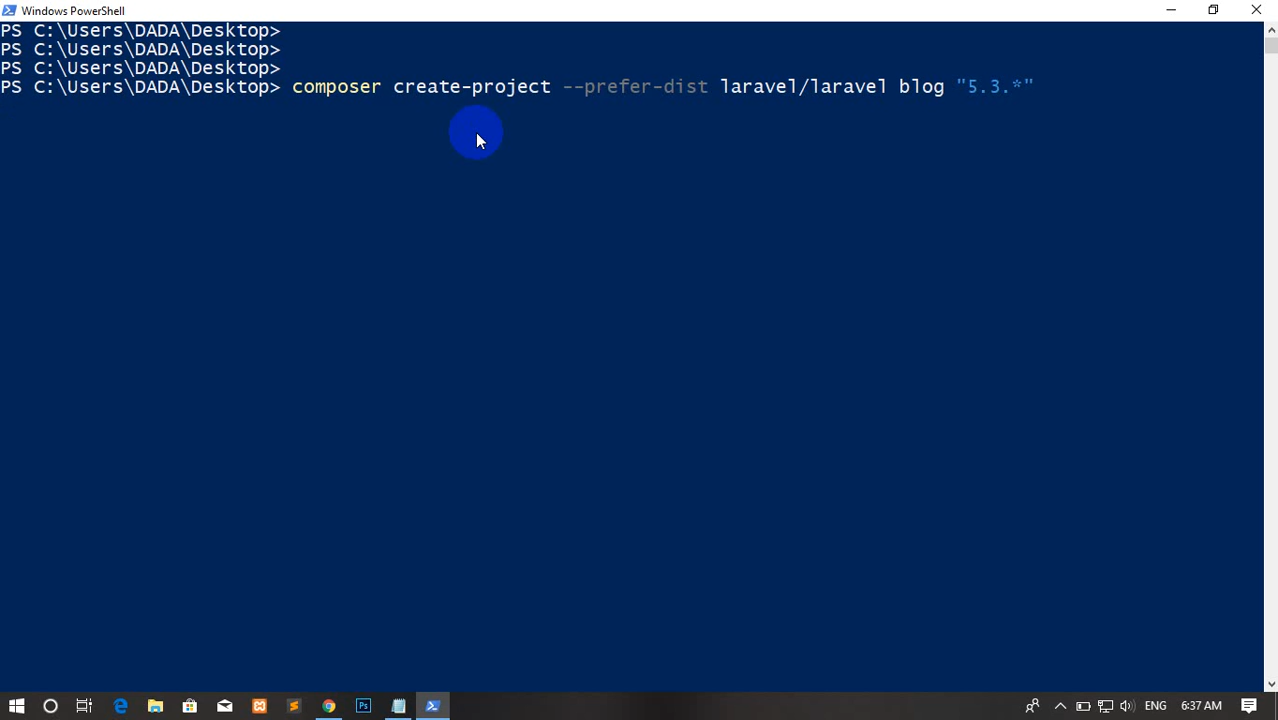 Windows PowerShell
PS C:\Users\DADA\Desktop>
PS C:\Users\DADA\Desktop>
PS C:\Users\DADA\Desktop>
PS C:\Users\DADA\Desktop> composer create-project --prefer-dist laravel/laravel blog "5.3.*"
Ps
ENG
6:37 AM